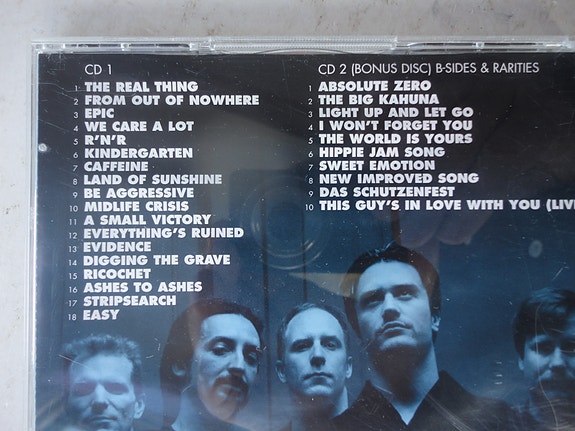 CD 1
1 THE REAL THING
2 FROM OUT OF NOWHERE
3 EPIC
4 WE CARE A LOT
5 R'N'R
6 KINDERGARTEN
7 CAFFEINE
8 LAND OF SUNSHINE
9 BE AGGRESSIVE
10 MIDLIFE CRISIS
11 A SMALL VICTORY
12 EVERYTHING'S RUINED
13 EVIDENCE
14 DIGGING THE GRAVE
15 RICOCHET
16 ASHES TO ASHES
17 STRIPSEARCH
18 EASY
CD 2 (BONUS DISC) B-SIDES & RARITIES
1 ABSOLUTE ZERO
2 THE BIG KAHUNA
3 LIGHT UP AND LET GO
4 I WON'T FORGET YOU
5 THE WORLD IS YOURS
6 HIPPIE JAM SONG
7 SWEET EMOTION
8 NEW IMPROVED SONG
9 DAS SCHUTZENFEST
10 THIS GUY'S IN LOVE WITH YOU (LIV